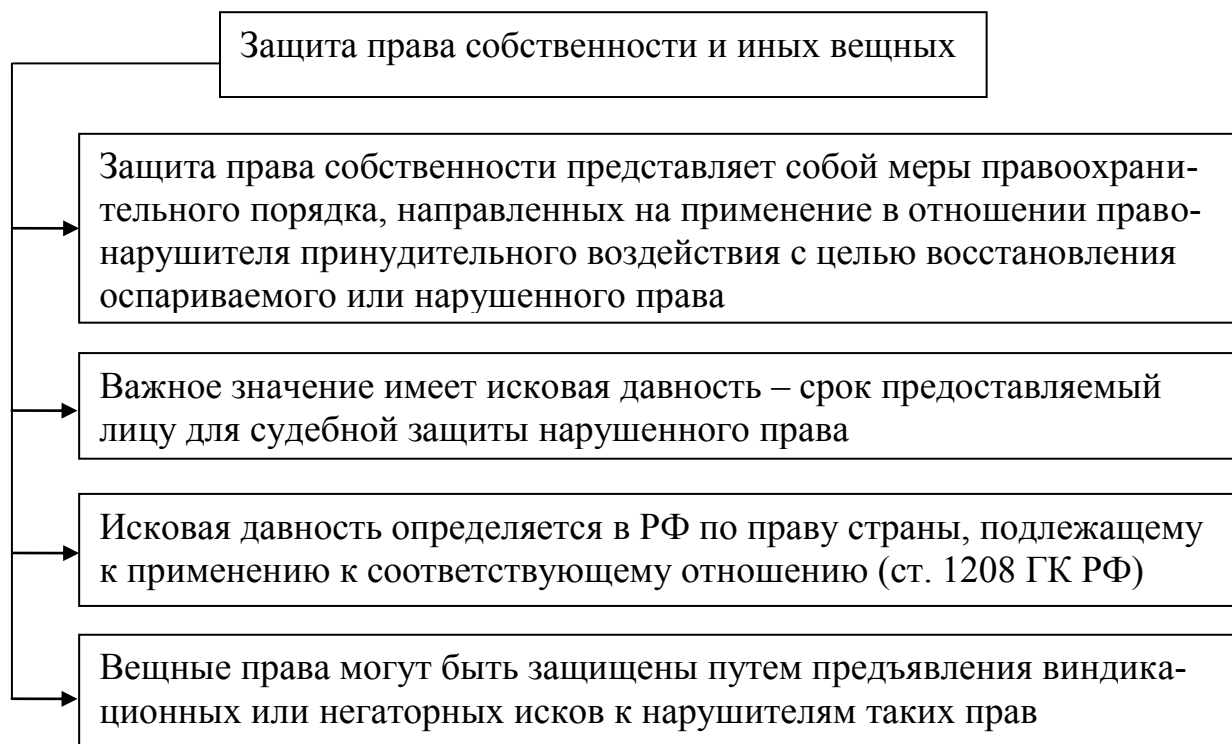 Защита права собственности и иных вещных
Защита права собственности представляет собой меры правоохрани-
тельного порядка, направленных на применение в отношении право-
нарушителя принудительного воздействия с целью восстановления
оспариваемого или нарушенного права
Важное значение имеет исковая давность – срок предоставляемый
лицу для судебной защиты нарушенного права
Исковая давность определяется в РФ по праву страны, подлежащему
к применению к соответствующему отношению (ст. 1208 ГК РФ)
Вещные права могут быть защищены путем предъявления виндика-
ционных или негаторных исков к нарушителям таких прав